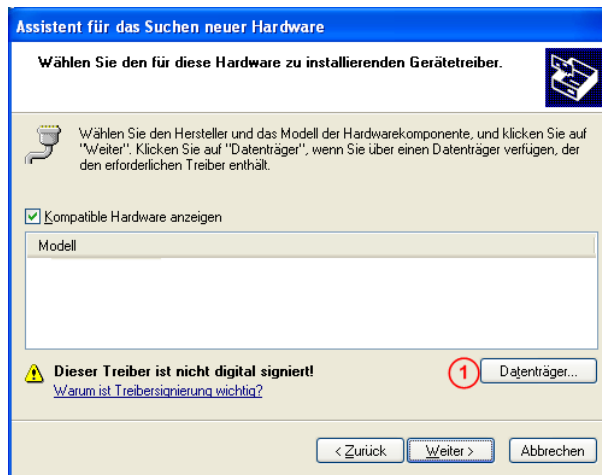 Assistent für das Suchen neuer Hardware
Wählen Sie den für diese Hardware zu installierenden Gerätetreiber.
Wählen Sie den Hersteller und das Modell der Hardwarekomponente, und klicken Sie auf
"Weiter". Klicken Sie auf "Datenträger", wenn Sie über einen Datenträger verfügen, der
den erforderlichen Treiber enthält.
Kompatible Hardware anzeigen
Modell
Dieser Treiber ist nicht digital signiert!
1 Datenträger...
Warum ist Treibersignierung wichtig?
< Zurück Weiter > Abbrechen